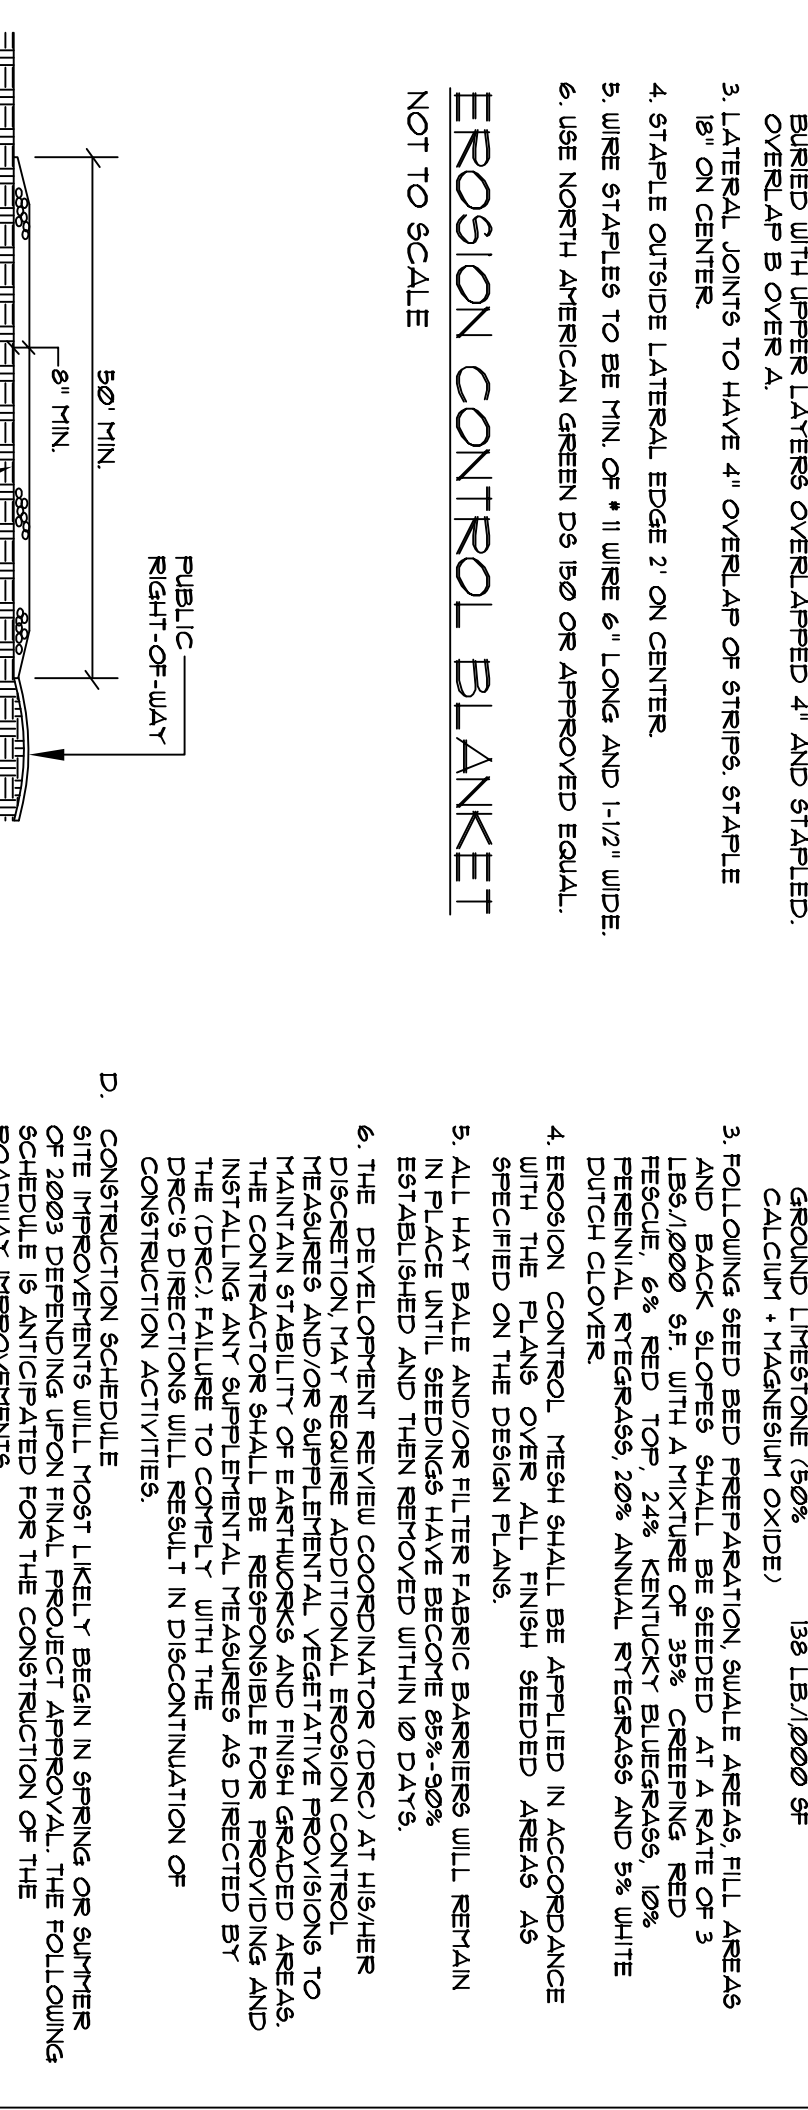 BURIED WITH UPPER LAYERS OVERLAPPED 4" AND STAPLED.
OVERLAP B OVER A.
3. LATERAL JOINTS TO HAVE 4" OVERLAP OF STRIPS. STAPLE
18" ON CENTER.
4. STAPLE OUTSIDE LATERAL EDGE 2' ON CENTER.
5. WIRE STAPLES TO BE MIN. OF # 11 WIRE 6" LONG AND 1-1/2" WIDE.
6. USE NORTH AMERICAN GREEN DS 150 OR APPROVED EQUAL.
EROSION CONTROL BLANKET
NOT TO SCALE
PUBLIC
RIGHT-OF-WAY
50' MIN.
8" MIN.
GROUND LIMESTONE (50% 138 LB./1,000 SF
CALCIUM + MAGNESIUM OXIDE)
3. FOLLOWING SEED BED PREPARATION, SWALE AREAS, FILL AREAS
AND BACK SLOPES SHALL BE SEEDED AT A RATE OF 3
LBS./1,000 S.F. WITH A MIXTURE OF 35% CREEPING RED
FESCUE, 6% RED TOP, 24% KENTUCKY BLUEGRASS, 10%
PERENNIAL RYEGRASS, 20% ANNUAL RYEGRASS AND 5% WHITE
DUTCH CLOVER.
4. EROSION CONTROL MESH SHALL BE APPLIED IN ACCORDANCE
WITH THE PLANS OVER ALL FINISH SEEDED AREAS AS
SPECIFIED ON THE DESIGN PLANS.
5. ALL HAY BALE AND/OR FILTER FABRIC BARRIERS WILL REMAIN
IN PLACE UNTIL SEEDINGS HAVE BECOME 85%-90%
ESTABLISHED AND THEN REMOVED WITHIN 10 DAYS.
6. THE DEVELOPMENT REVIEW COORDINATOR (DRC) AT HIS/HER
DISCRETION, MAY REQUIRE ADDITIONAL EROSION CONTROL
MEASURES AND/OR SUPPLEMENTAL VEGETATIVE PROVISIONS TO
MAINTAIN STABILITY OF EARTHWORKS AND FINISH GRADED AREAS.
THE CONTRACTOR SHALL BE RESPONSIBLE FOR PROVIDING AND
INSTALLING ANY SUPPLEMENTAL MEASURES AS DIRECTED BY
THE (DRC). FAILURE TO COMPLY WITH THE
DRC'S DIRECTIONS WILL RESULT IN DISCONTINUATION OF
CONSTRUCTION ACTIVITIES.
D. CONSTRUCTION SCHEDULE
SITE IMPROVEMENTS WILL MOST LIKELY BEGIN IN SPRING OR SUMMER
OF 2003 DEPENDING UPON FINAL PROJECT APPROVAL. THE FOLLOWING
SCHEDULE IS ANTICIPATED FOR THE CONSTRUCTION OF THE
ROADWAY IMPROVEMENTS